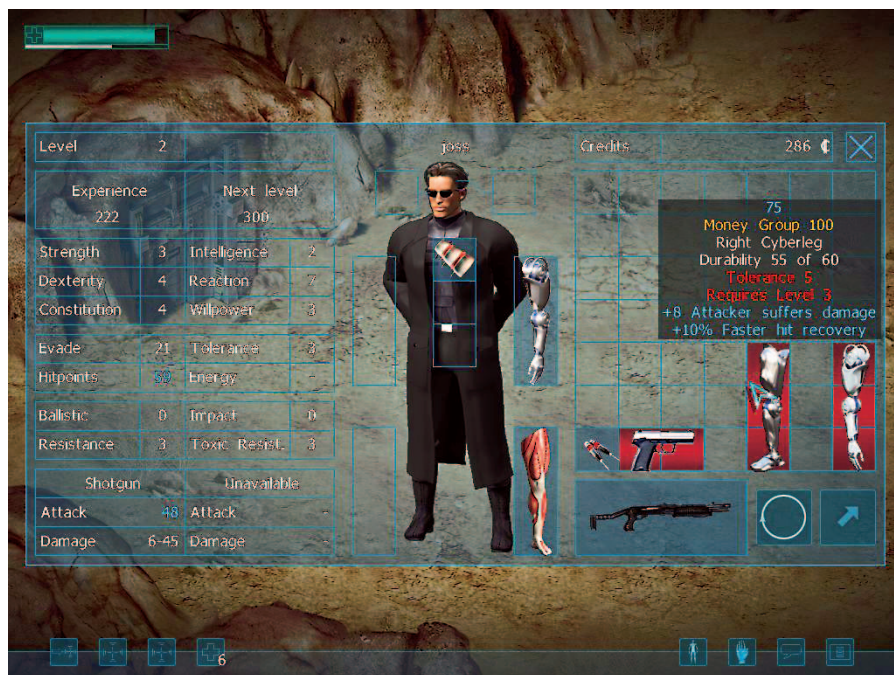 Level 2
joss
Credits 286 ¢
Experience Next level
222 300
Strength 3 Intelligence 2
Dexterity 4 Reaction 7
Constitution 4 Willpower 3
Evade 21 Tolerance 3
Hitpoints 59 Energy -
Ballistic 0 Impact 0
Resistance 3 Toxic Resist. 3
Shotgun Unavailable
Attack 48 Attack -
Damage 6-45 Damage -
75
Money Group 100
Right Cyberleg
Durability 55 of 60
Tolerance 5
Requires Level 3
+8 Attacker suffers damage
+10% Faster hit recovery
6